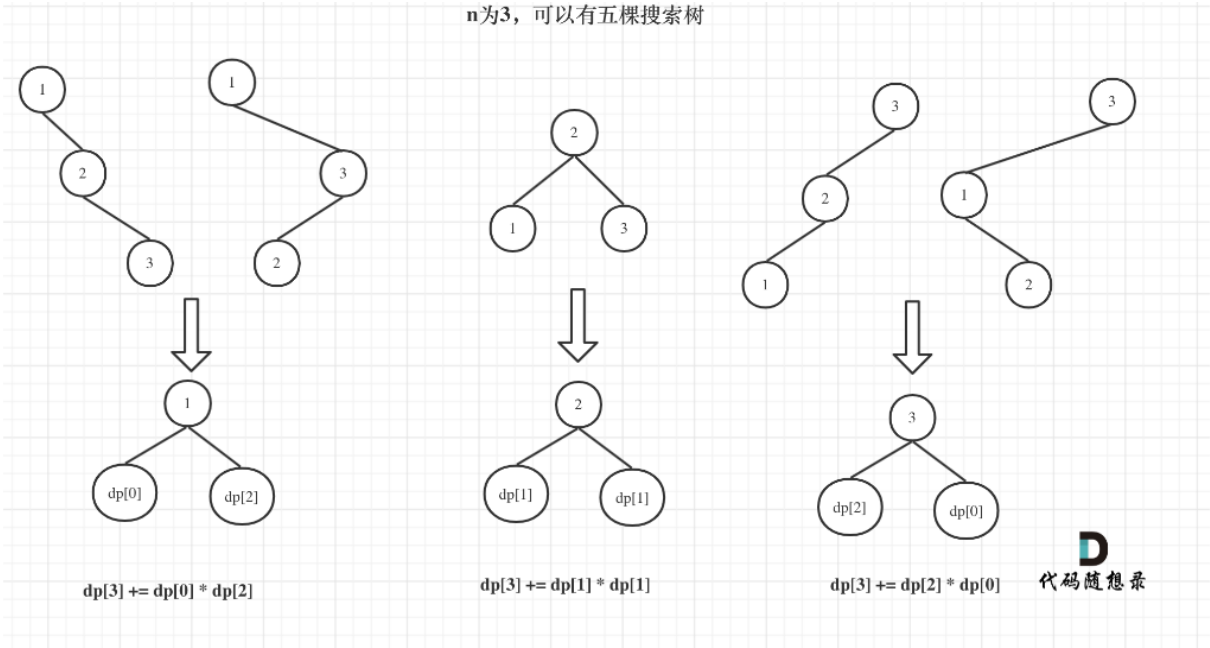 n为3，可以有五棵搜索树
1
2
3
1
3
2
2
1
3
3
2
1
3
1
2
1
dp[0]
dp[2]
dp[3] += dp[0] * dp[2]
2
dp[1]
dp[1]
dp[3] += dp[1] * dp[1]
3
dp[2]
dp[0]
dp[3] += dp[2] * dp[0]
代码随想录